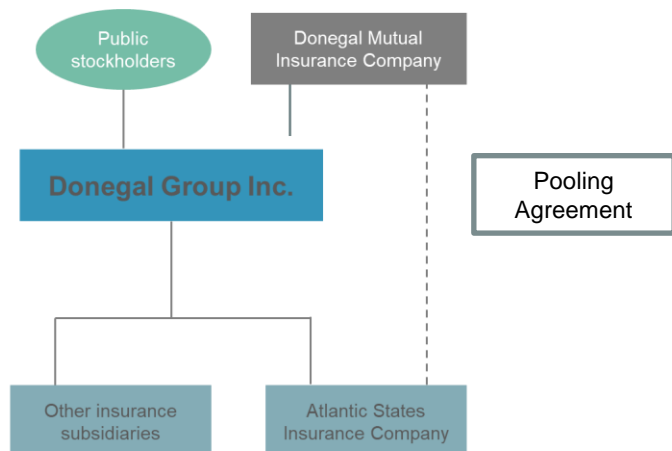 Public
stockholders
Donegal Mutual
Insurance Company
Donegal Group Inc.
Pooling
Agreement
Other insurance
subsidiaries
Atlantic States
Insurance Company